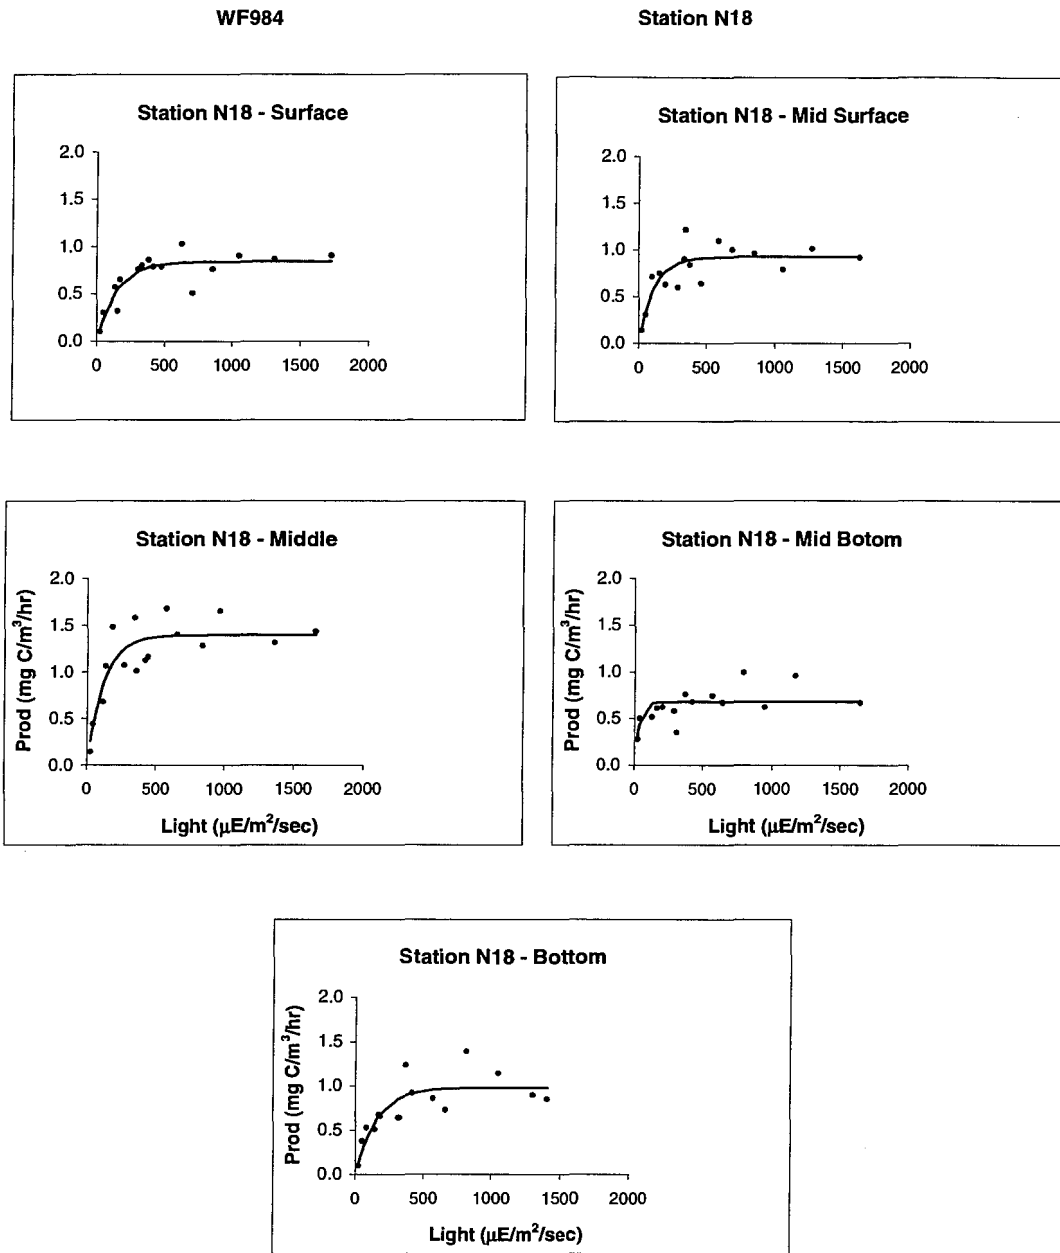 WF984
Station N18
Station N18 - Surface
2.0
1.5
1.0
0.5
0.0
0 500 1000 1500 2000
Station N18 - Mid Surface
2.0
1.5
1.0
0.5
0.0
0 500 1000 1500 2000
Station N18 - Middle
Prod (mg C/m³/hr)
2.0
1.5
1.0
0.5
0.0
0 500 1000 1500 2000
Light (µE/m²/sec)
Station N18 - Mid Botom
Prod (mg C/m³/hr)
2.0
1.5
1.0
0.5
0.0
0 500 1000 1500 2000
Light (µE/m²/sec)
Station N18 - Bottom
Prod (mg C/m³/hr)
2.0
1.5
1.0
0.5
0.0
0 500 1000 1500 2000
Light (µE/m²/sec)